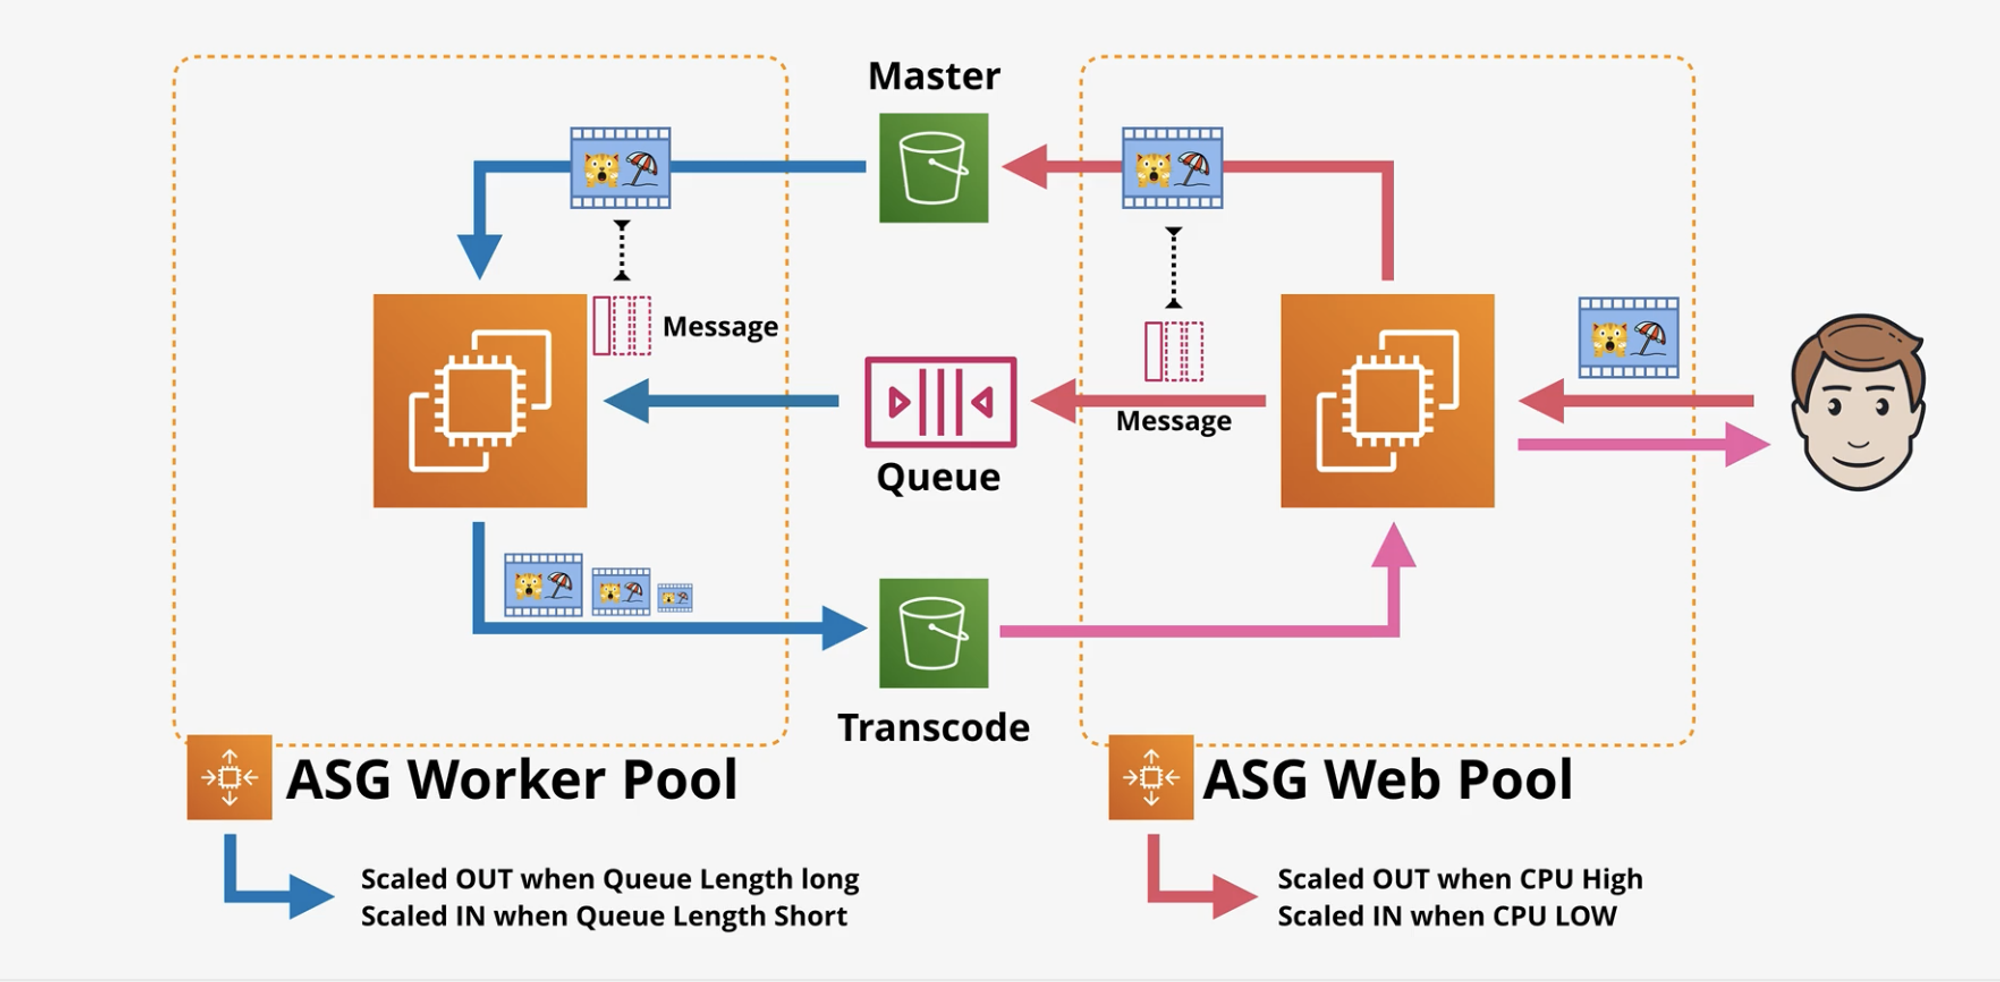 Master
Message
Queue
Message
Transcode
ASG Worker Pool
Scaled OUT when Queue Length long
Scaled IN when Queue Length Short
ASG Web Pool
Scaled OUT when CPU High
Scaled IN when CPU LOW